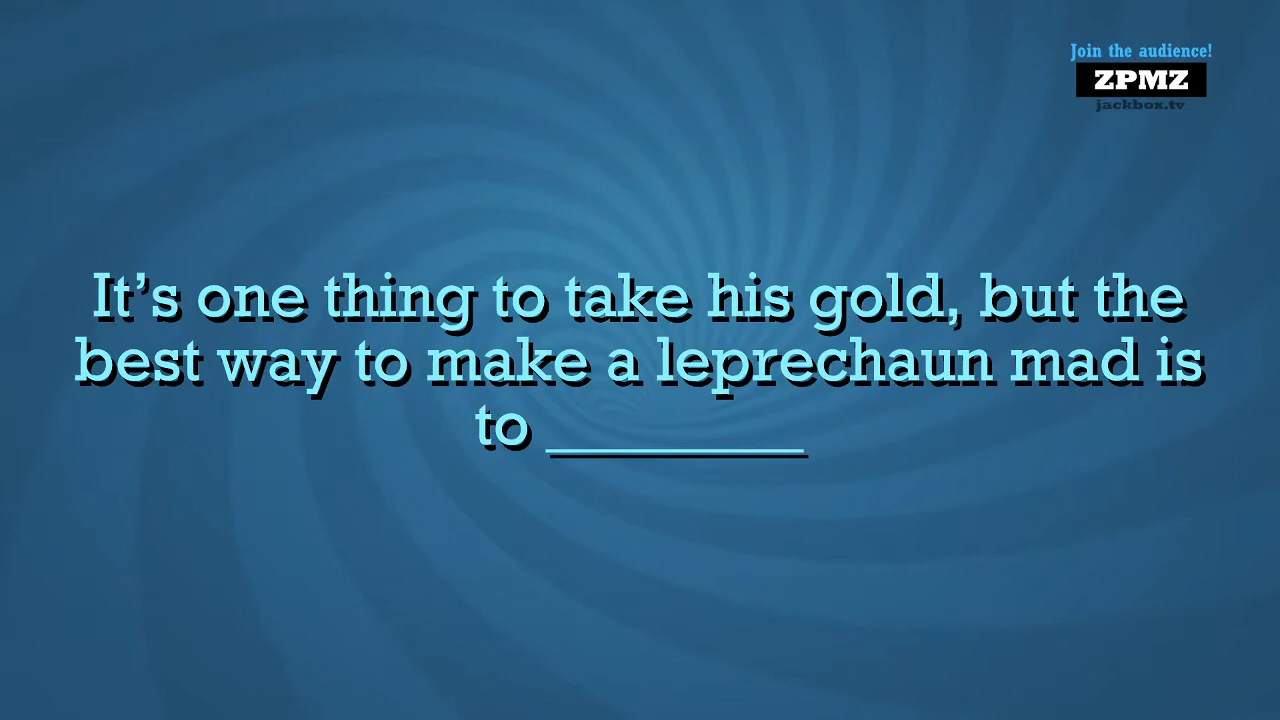 Join the audience!
ZPMZ
jackbox.tv
It's one thing to take his gold, but the
best way to make a leprechaun mad is
to _________